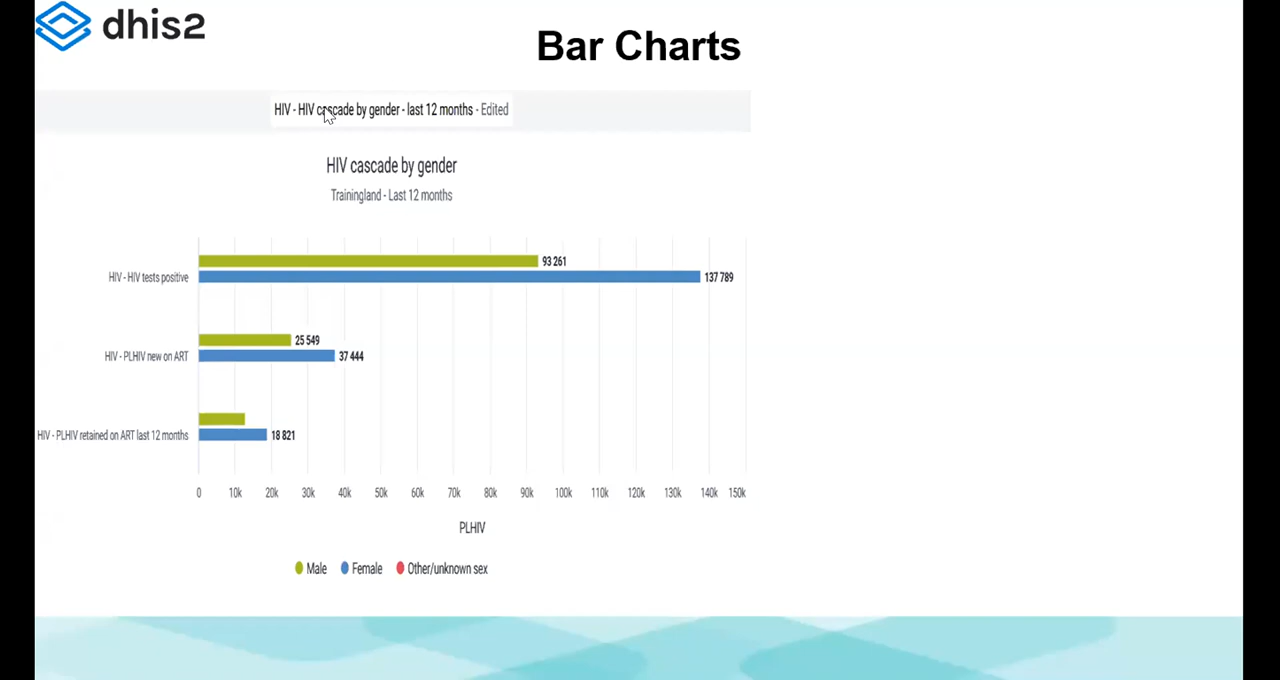 dhis2
Bar Charts
HIV - HIV cascade by gender - last 12 months - Edited
HIV cascade by gender
Trainingland - Last 12 months
93 261
HIV - HIV tests positive
137 789
25 549
HIV - PLHIV new on ART
37 444
HIV - PLHIV retained on ART last 12 months
18 821
0 10k 20k 30k 40k 50k 60k 70k 80k 90k 100k 110k 120k 130k 140k 150k
PLHIV
Male Female Other/unknown sex